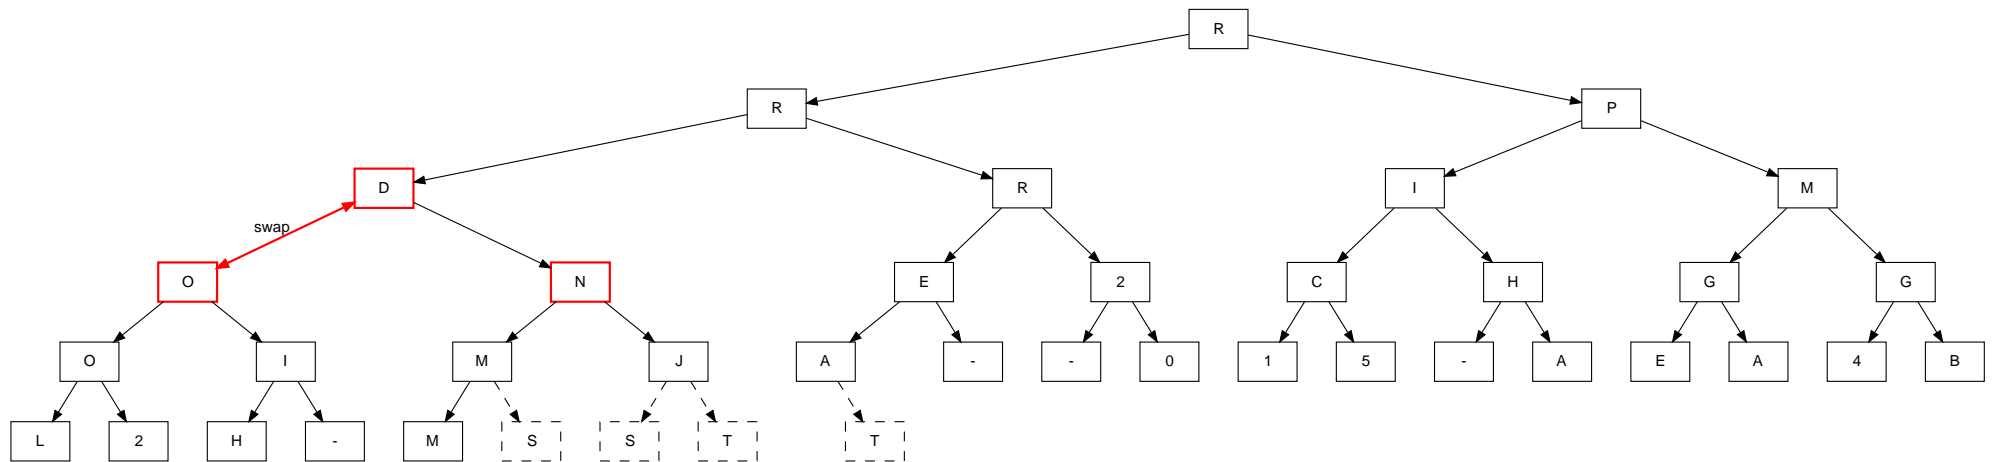 R
R P
D R I M
swap
O N E 2 C H G G
O I M J A - - 0 1 5 - A E A 4 B
L 2 H - M S S T T